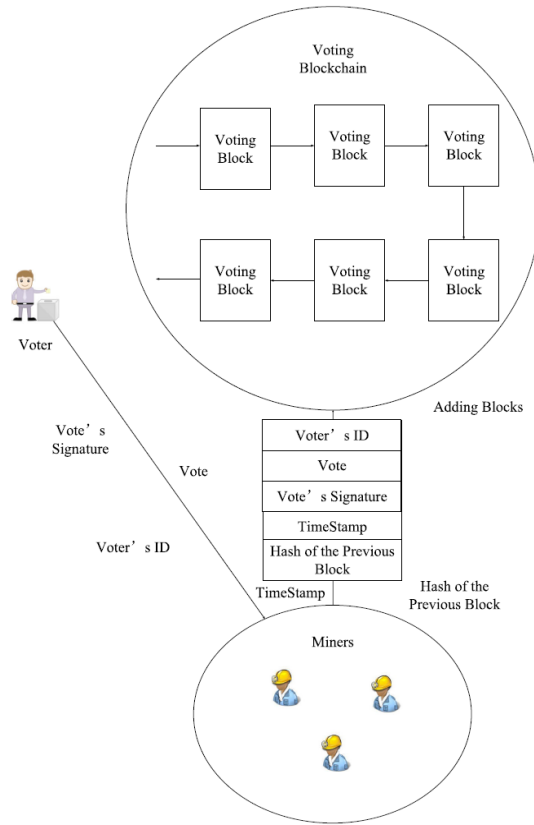 Voting
Blockchain
Voting
Block
Voting
Block
Voting
Block
Voting
Block
Voting
Block
Voting
Block
Voter
Adding Blocks
Vote’s
Signature
Vote
Voter’s ID
Voter’s ID
Vote
Vote’s Signature
TimeStamp
Hash of the Previous
Block
TimeStamp
Hash of the
Previous Block
Miners